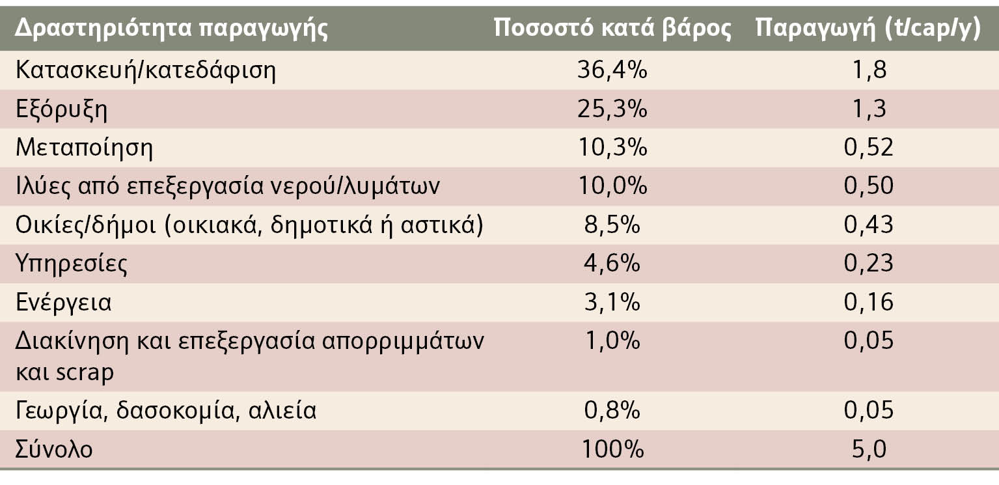 Δραστηριότητα παραγωγής Ποσοστό κατά βάρος Παραγωγή (t/cap/y)
Κατασκευή/κατεδάφιση 36,4% 1,8
Εξόρυξη 25,3% 1,3
Μεταποίηση 10,3% 0,52
Ιλύες από επεξεργασία νερού/λυμάτων 10,0% 0,50
Οικίες/δήμοι (οικιακά, δημοτικά ή αστικά) 8,5% 0,43
Υπηρεσίες 4,6% 0,23
Ενέργεια 3,1% 0,16
Διακίνηση και επεξεργασία απορριμμάτων 1,0% 0,05
και scrap
Γεωργία, δασοκομία, αλιεία 0,8% 0,05
Σύνολο 100% 5,0